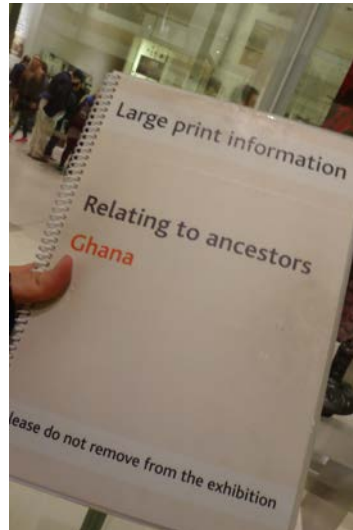 Large print information
Relating to ancestors
Ghana
lease do not remove from the exhibition